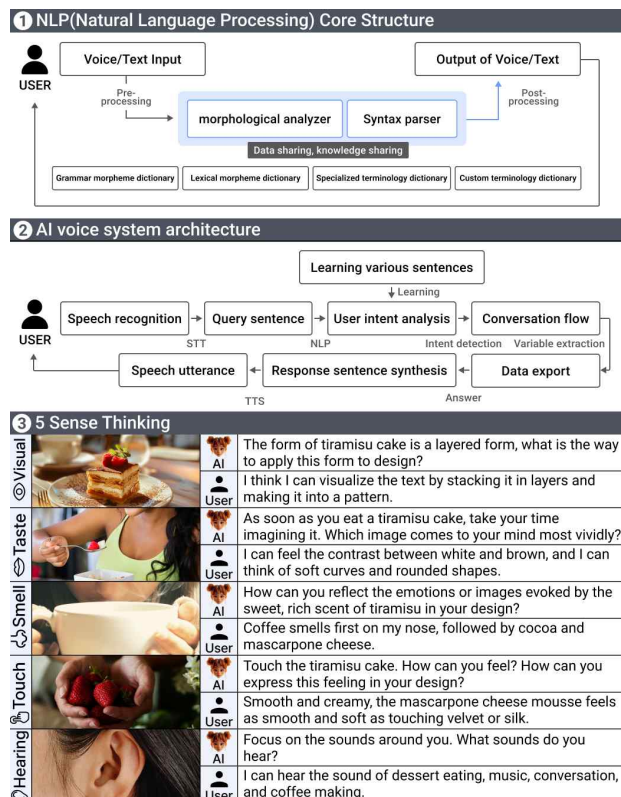 1 NLP(Natural Language Processing) Core Structure
Voice/Text Input
Output of Voice/Text
USER
Pre-
processing
Post-
processing
morphological analyzer
Syntax parser
Data sharing, knowledge sharing
Grammar morpheme dictionary
Lexical morpheme dictionary
Specialized terminology dictionary
Custom terminology dictionary
2 AI voice system architecture
Learning various sentences
Learning
USER
Speech recognition
Query sentence
User intent analysis
Conversation flow
STT
NLP
Intent detection
Variable extraction
Speech utterance
Response sentence synthesis
Data export
TTS
Answer
3 5 Sense Thinking
Visual
AI
The form of tiramisu cake is a layered form, what is the way
to apply this form to design?
User
I think I can visualize the text by stacking it in layers and
making it into a pattern.
Taste
AI
As soon as you eat a tiramisu cake, take your time
imagining it. Which image comes to your mind most vividly?
User
I can feel the contrast between white and brown, and I can
think of soft curves and rounded shapes.
Smell
AI
How can you reflect the emotions or images evoked by the
sweet, rich scent of tiramisu in your design?
User
Coffee smells first on my nose, followed by cocoa and
mascarpone cheese.
Touch
AI
Touch the tiramisu cake. How can you feel? How can you
express this feeling in your design?
User
Smooth and creamy, the mascarpone cheese mousse feels
as smooth and soft as touching velvet or silk.
Hearing
AI
Focus on the sounds around you. What sounds do you
hear?
User
I can hear the sound of dessert eating, music, conversation,
and coffee making.